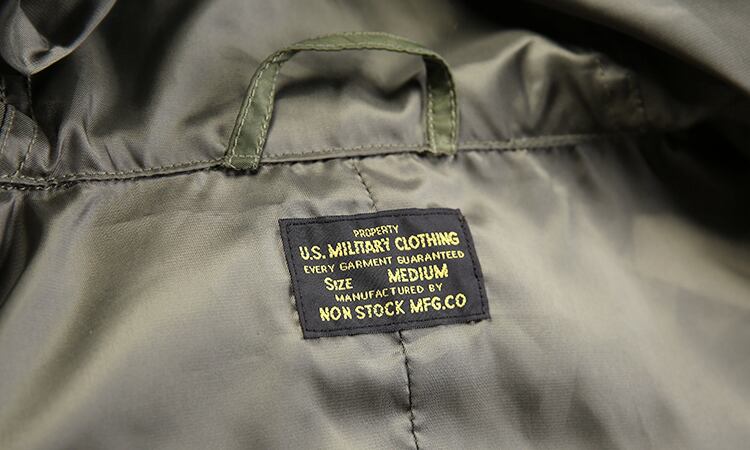 PROPERTY
U.S. MILITARY CLOTHING
EVERY GARMENT GUARANTEED
SIZE MEDIUM
MANUFACTURED BY
NON STOCK MFG.CO